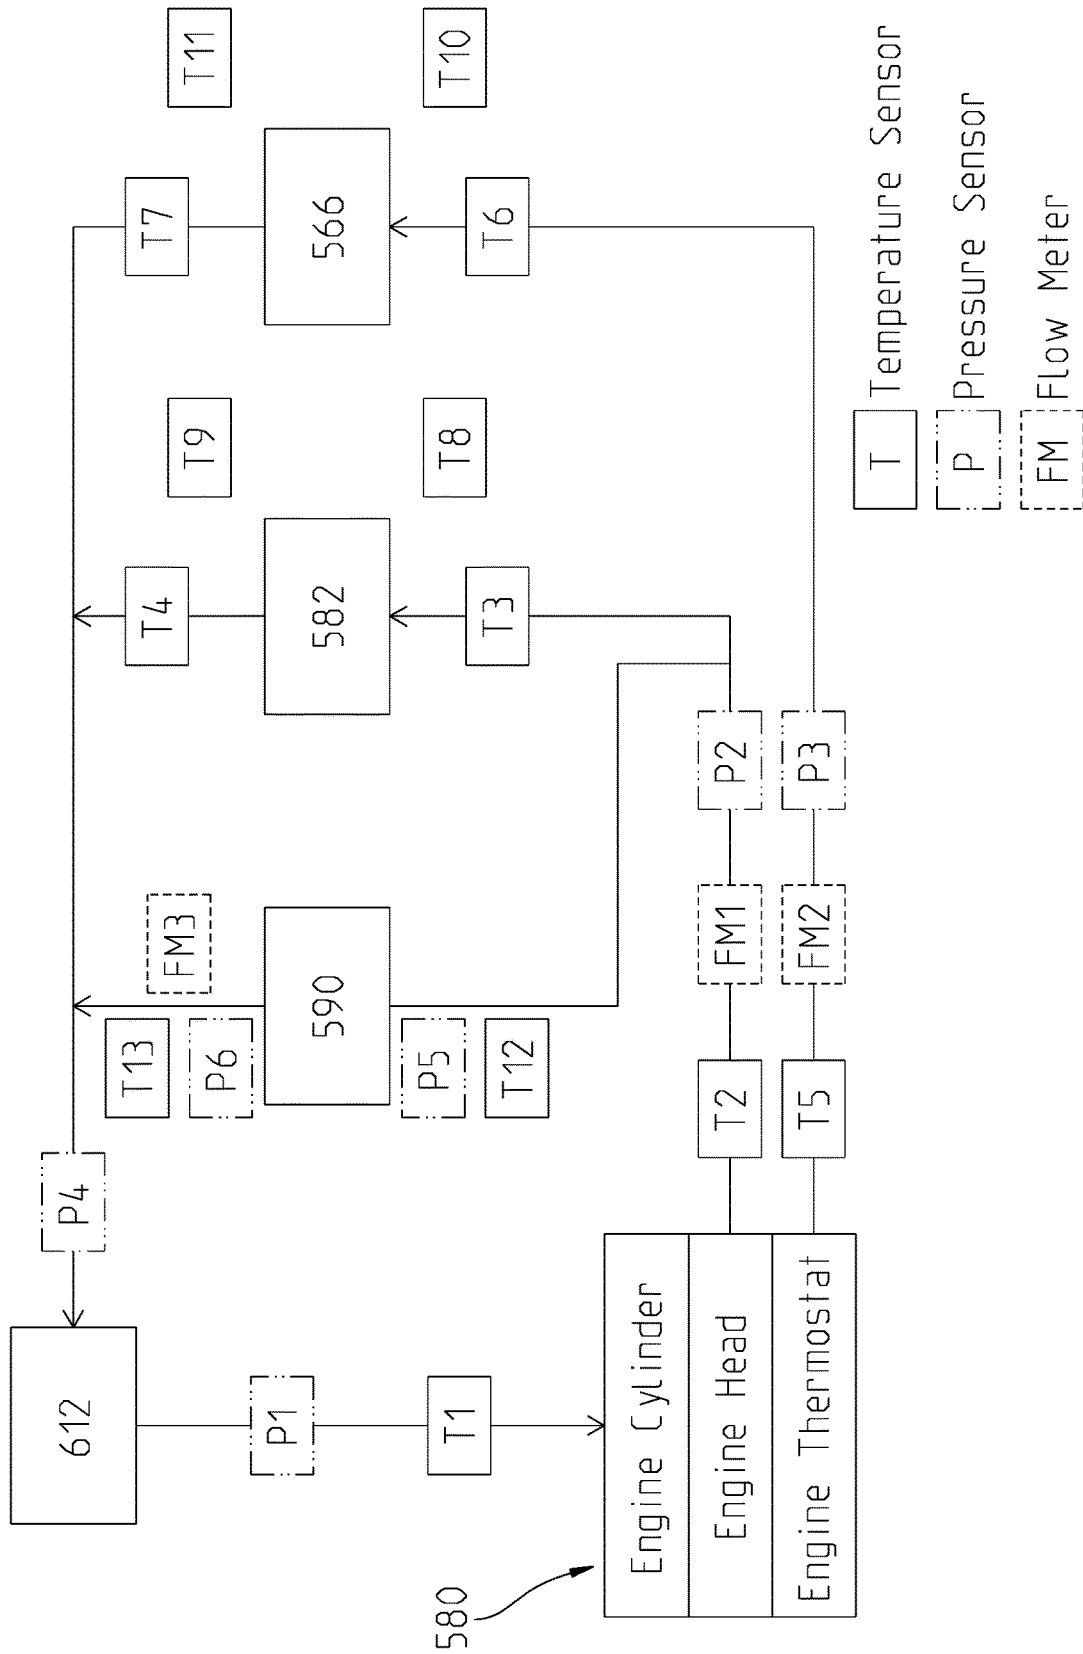 612
P4
T13
FM3
T4
T7
P6
T9
T11
P1
590
582
566
T1
P5
T12
T3
T8
T6
T10
580
Engine Cylinder
Engine Head
T2
FM1
P2
Engine Thermostat
T5
FM2
P3
T Temperature Sensor
P Pressure Sensor
FM Flow Meter